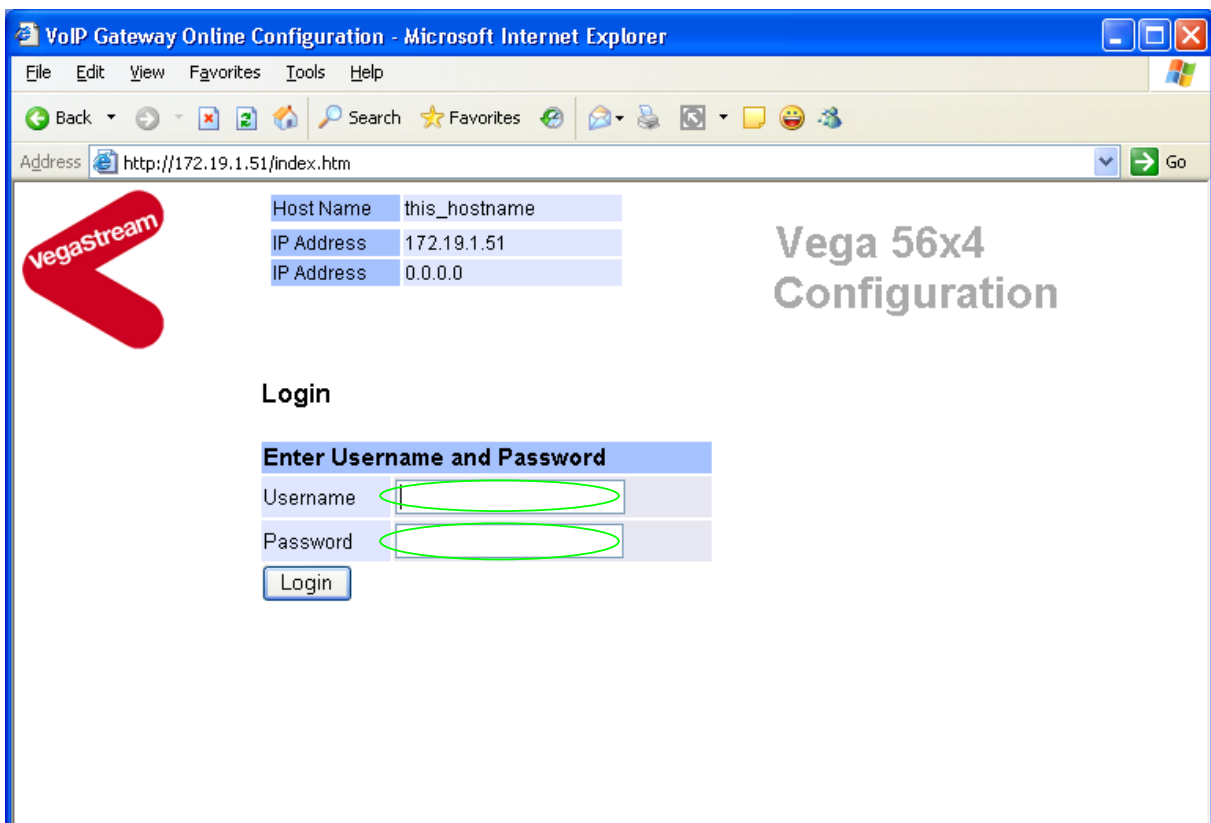 VoIP Gateway Online Configuration - Microsoft Internet Explorer
File Edit View Favorites Tools Help
Back Search Favorites
Address http://172.19.1.51/index.htm Go
VegaStream
Host Name this_hostname
IP Address 172.19.1.51
IP Address 0.0.0.0
Vega 56x4
Configuration
Login
Enter Username and Password
Username
Password
Login